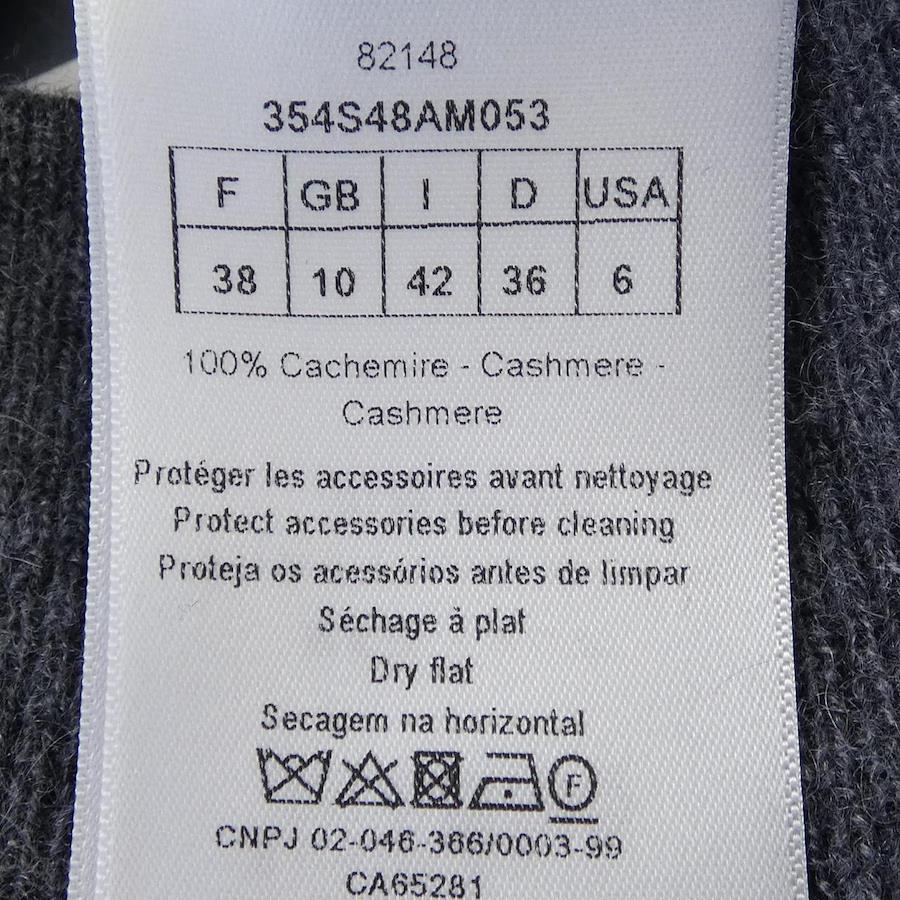 82148
354S48AM053
F GB I D USA
38 10 42 36 6
100% Cachemire - Cashmere -
Cashmere
Protéger les accessoires avant nettoyage
Protect accessories before cleaning
Proteja os acessórios antes de limpar
Séchage à plat
Dry flat
Secagem na horizontal
F
CNPJ 02-046-366/0003-99
CA65281